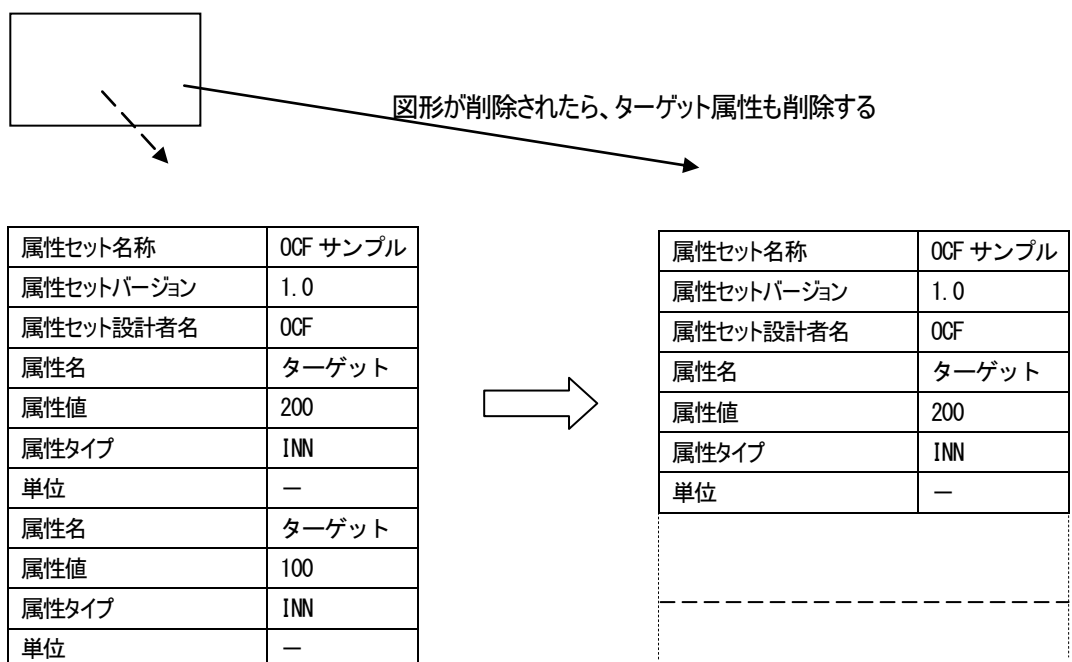 図形が削除されたら、ターゲット属性も削除する
属性セット名称 OCF サンプル
属性セットバージョン 1.0
属性セット設計者名 OCF
属性名 ターゲット
属性値 200
属性タイプ INN
単位 －
属性名 ターゲット
属性値 100
属性タイプ INN
単位 －
属性セット名称 OCF サンプル
属性セットバージョン 1.0
属性セット設計者名 OCF
属性名 ターゲット
属性値 200
属性タイプ INN
単位 －